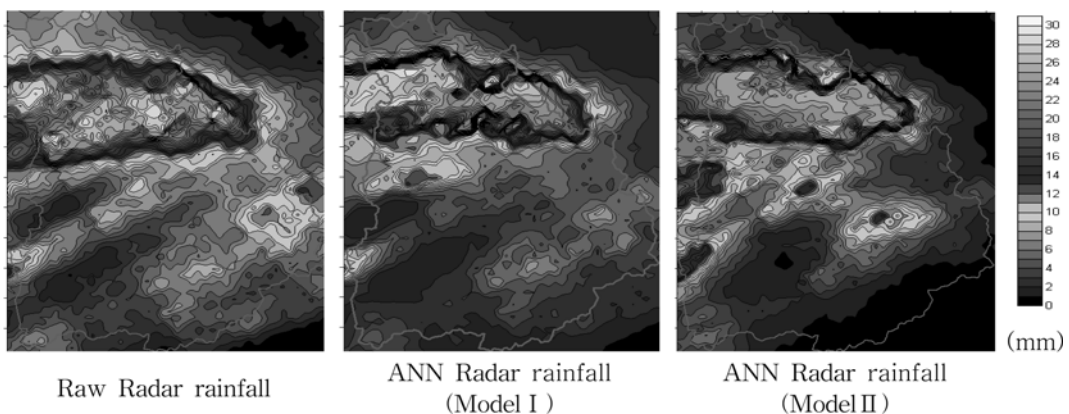 30
28
26
24
22
20
18
16
14
12
10
8
6
4
2
0
(mm)
Raw Radar rainfall
ANN Radar rainfall
(Model Ⅰ)
ANN Radar rainfall
(Model Ⅱ)